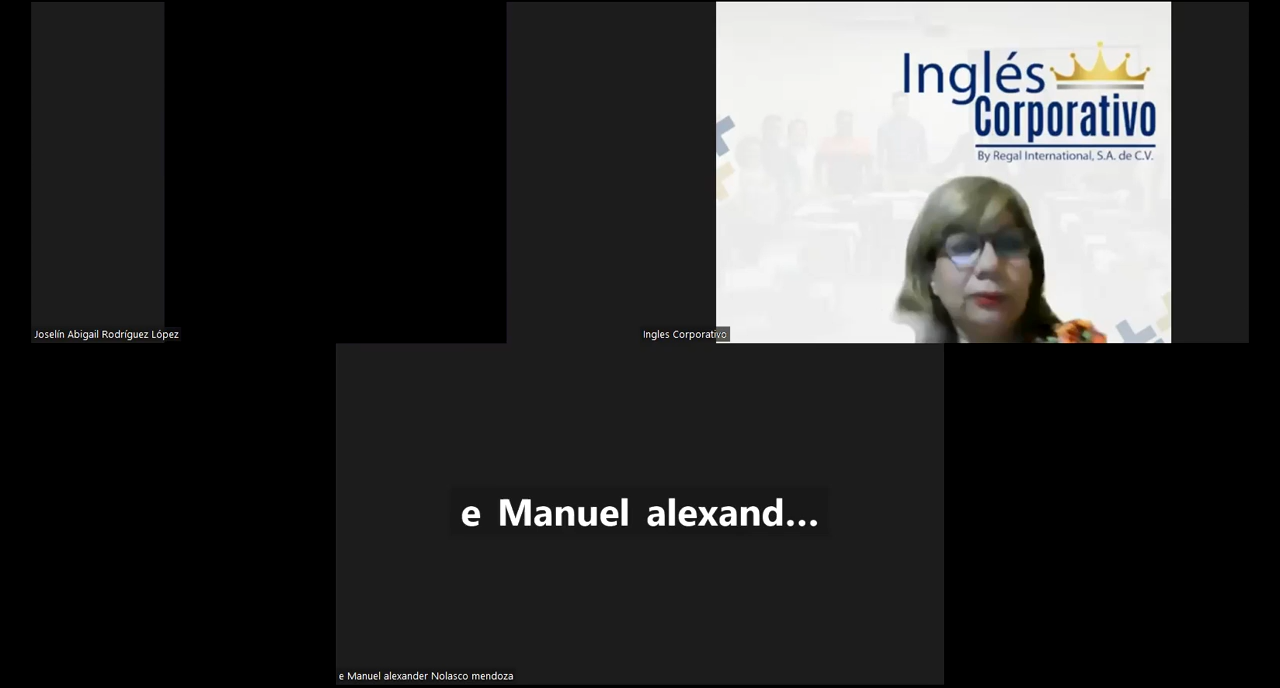 Inglés
Corporativo
By Regal International, S.A. de C.V.
Joselín Abigail Rodríguez López
Ingles Corporativo
e Manuel alexand...
e Manuel alexander Nolasco mendoza